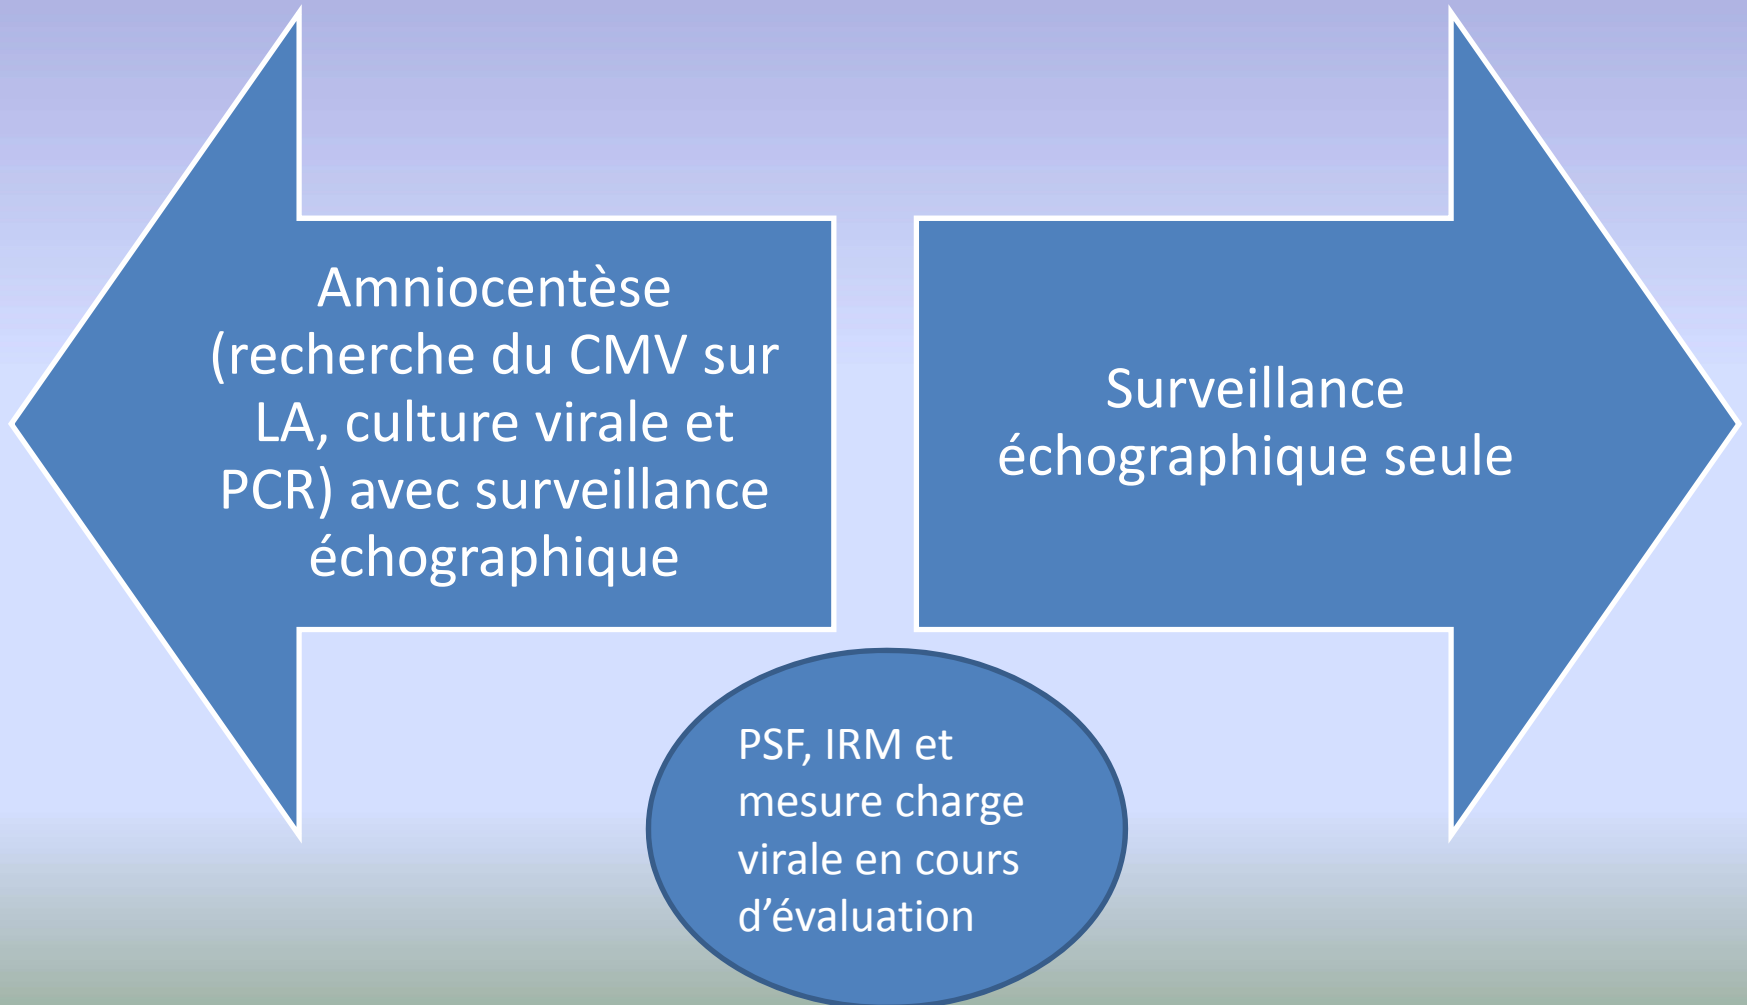 Amniocentèse
(recherche du CMV sur
LA, culture virale et
PCR) avec surveillance
échographique
Surveillance
échographique seule
PSF, IRM et
mesure charge
virale en cours
d’évaluation